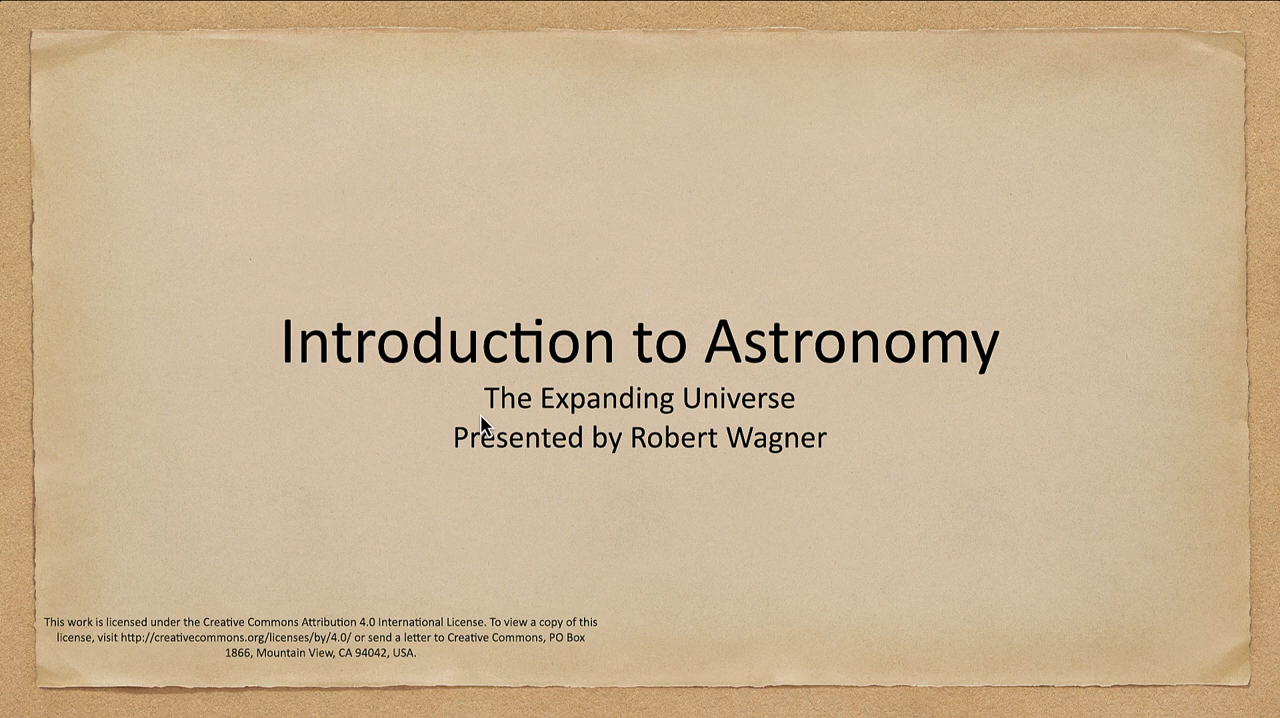 Introduction to Astronomy
The Expanding Universe
Presented by Robert Wagner
This work is licensed under the Creative Commons Attribution 4.0 International License. To view a copy of this
license, visit http://creativecommons.org/licenses/by/4.0/ or send a letter to Creative Commons, PO Box
1866, Mountain View, CA 94042, USA.